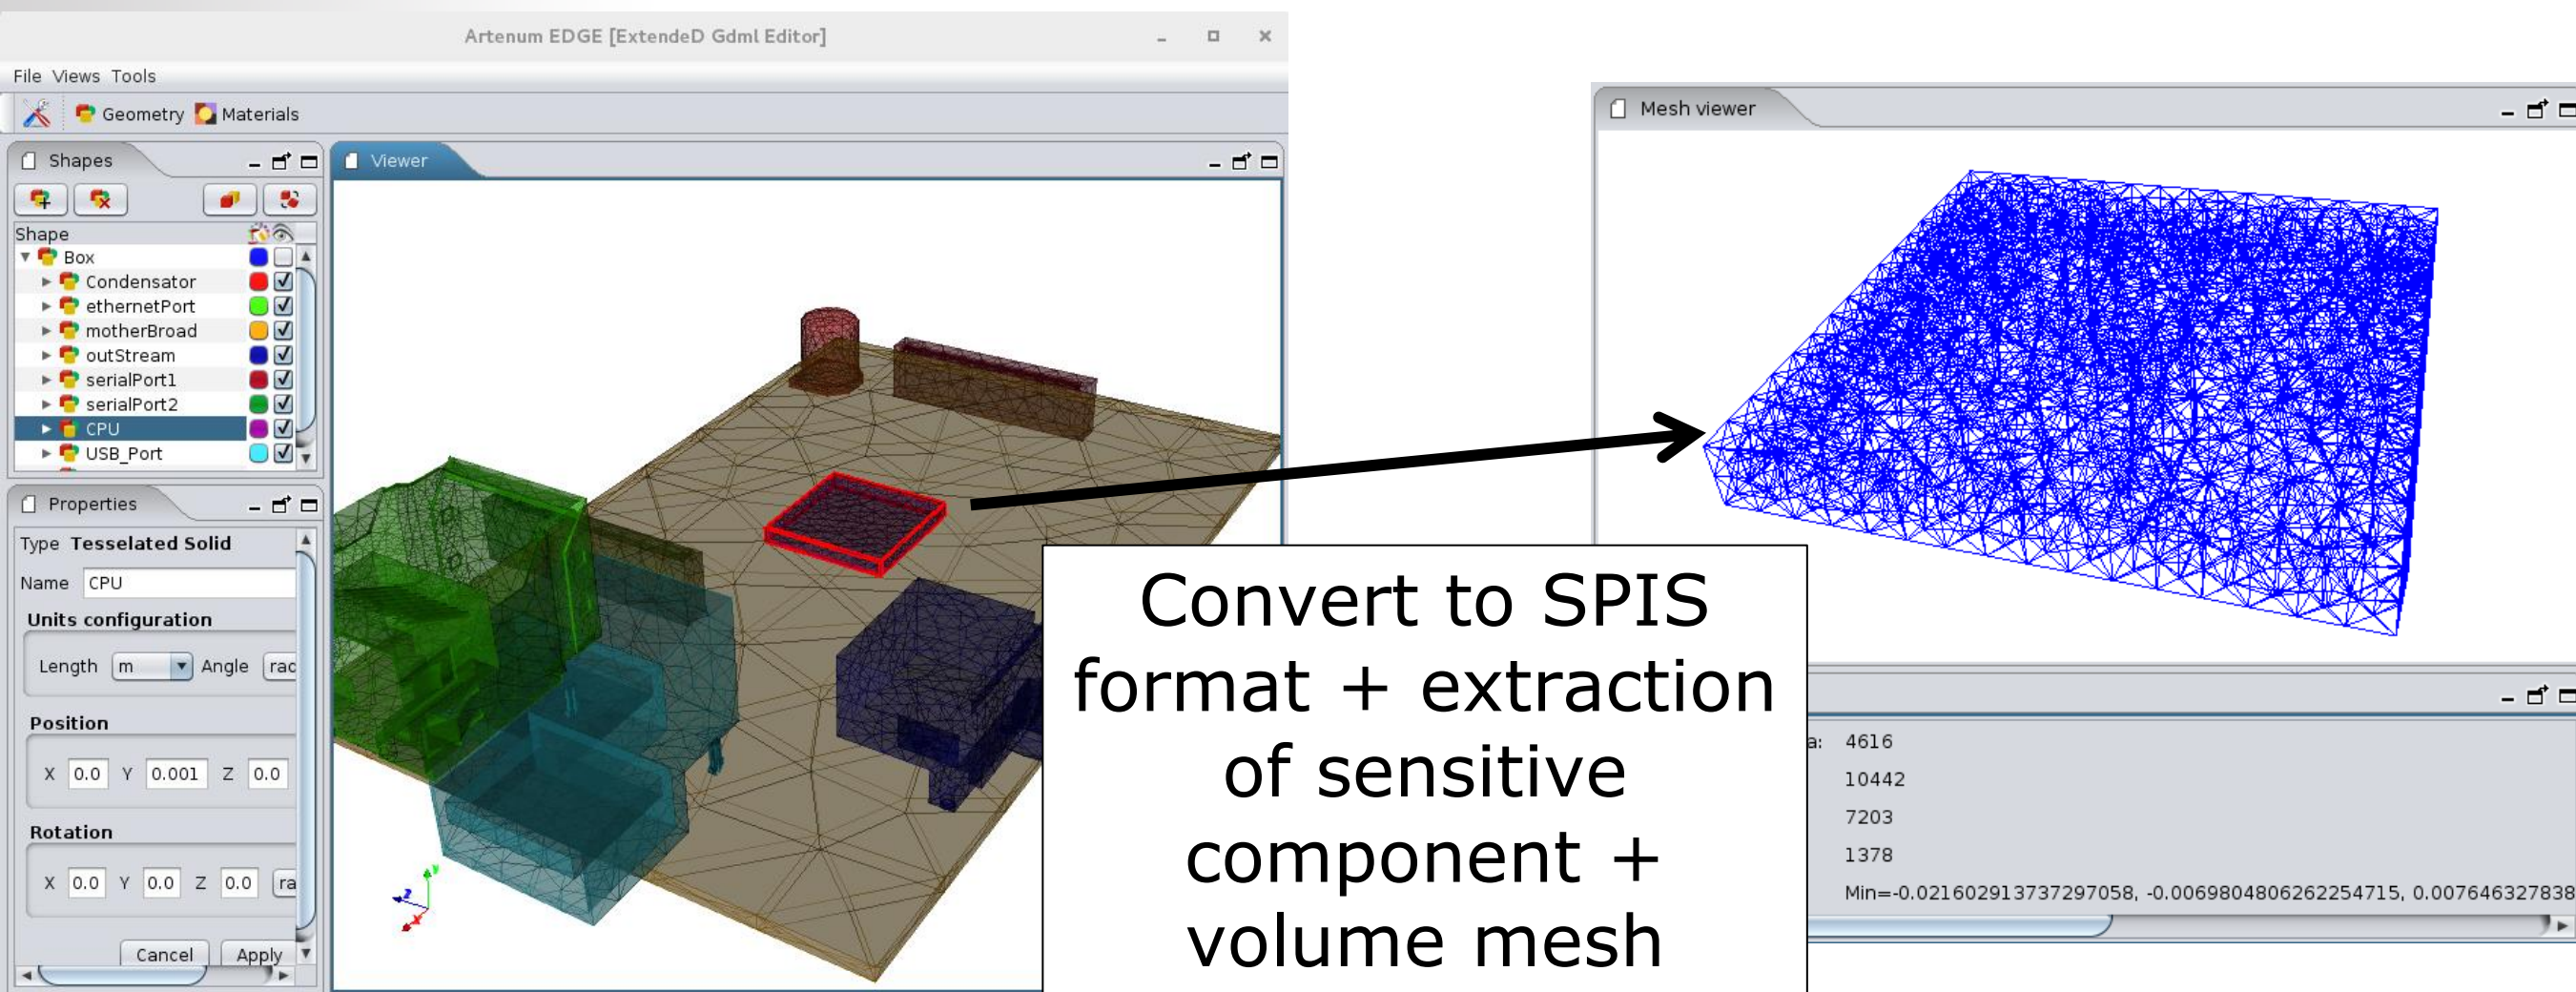 Artenum EDGE [ExtendeD Gdml Editor]
File Views Tools
Geometry Materials
Shapes
Shape
Box
Condensator
ethernetPort
motherBroad
outStream
serialPort1
serialPort2
CPU
USB_Port
Properties
Type Tesselated Solid
Name CPU
Units configuration
Length m Angle rad
Position
X 0.0 Y 0.001 Z 0.0
Rotation
X 0.0 Y 0.0 Z 0.0 ra
Cancel Apply
Viewer
Y
Z
X
Convert to SPIS
format + extraction
of sensitive
component +
volume mesh
Mesh viewer
a: 4616
10442
7203
1378
Min=-0.021602913737297058, -0.0069804806262254715, 0.007646327838